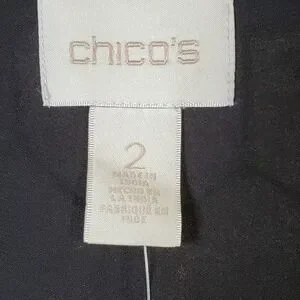 chico's
2
MADE IN
INDIA
HECHO EN
LA INDIA
FABRIQUÉ EN
INDE